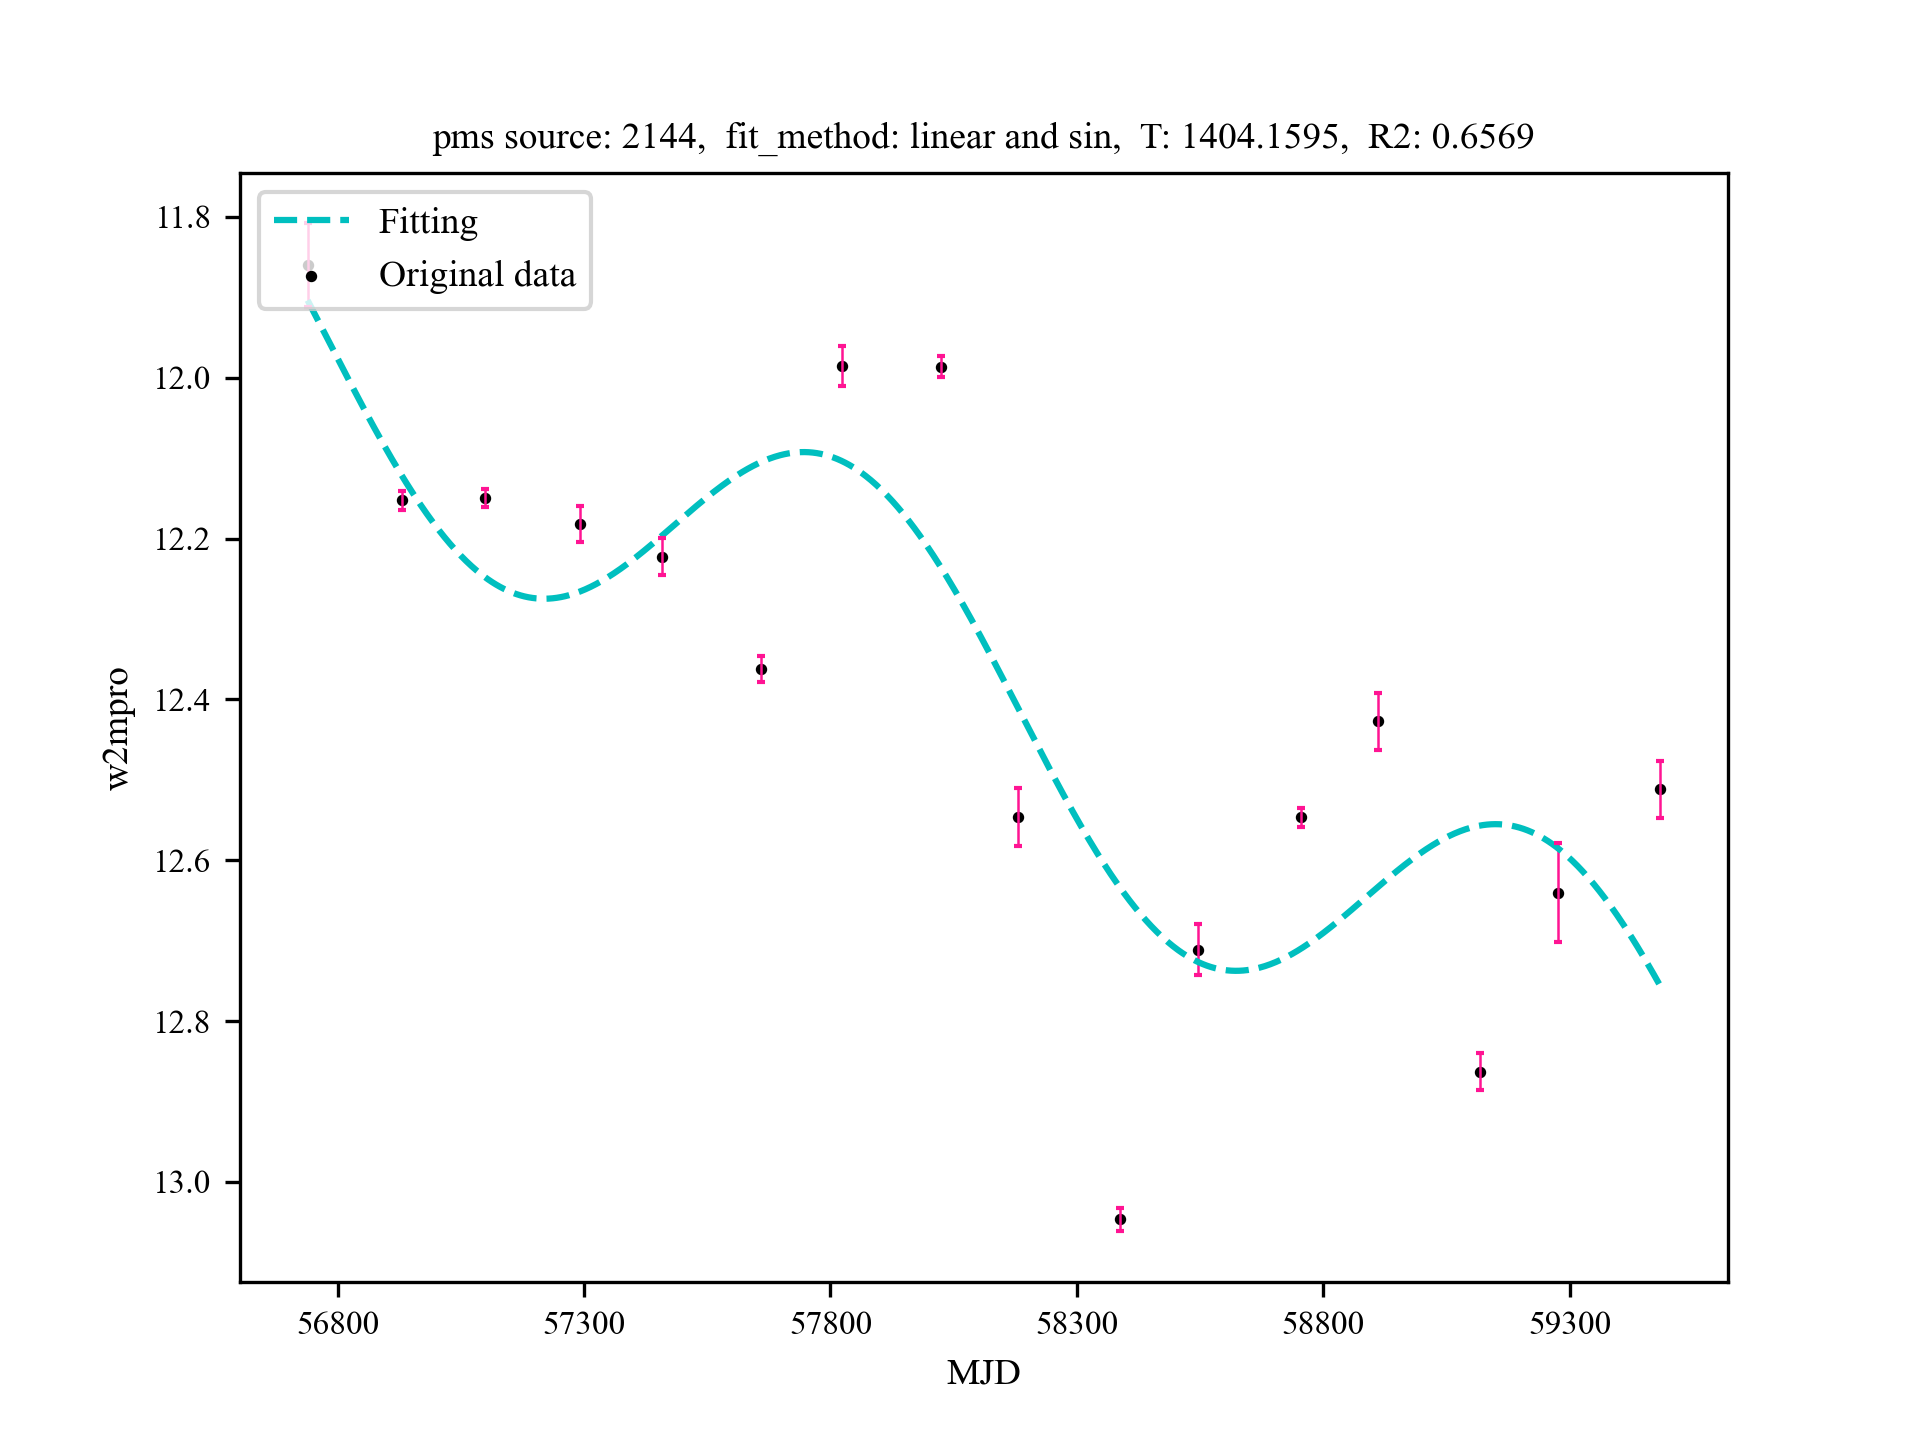 pms source: 2144,  fit_method: linear and sin,  T: 1404.1595,  R2: 0.6569
Fitting
Original data
11.8
12.0
12.2
12.4
12.6
12.8
13.0
w2mpro
56800 57300 57800 58300 58800 59300
MJD